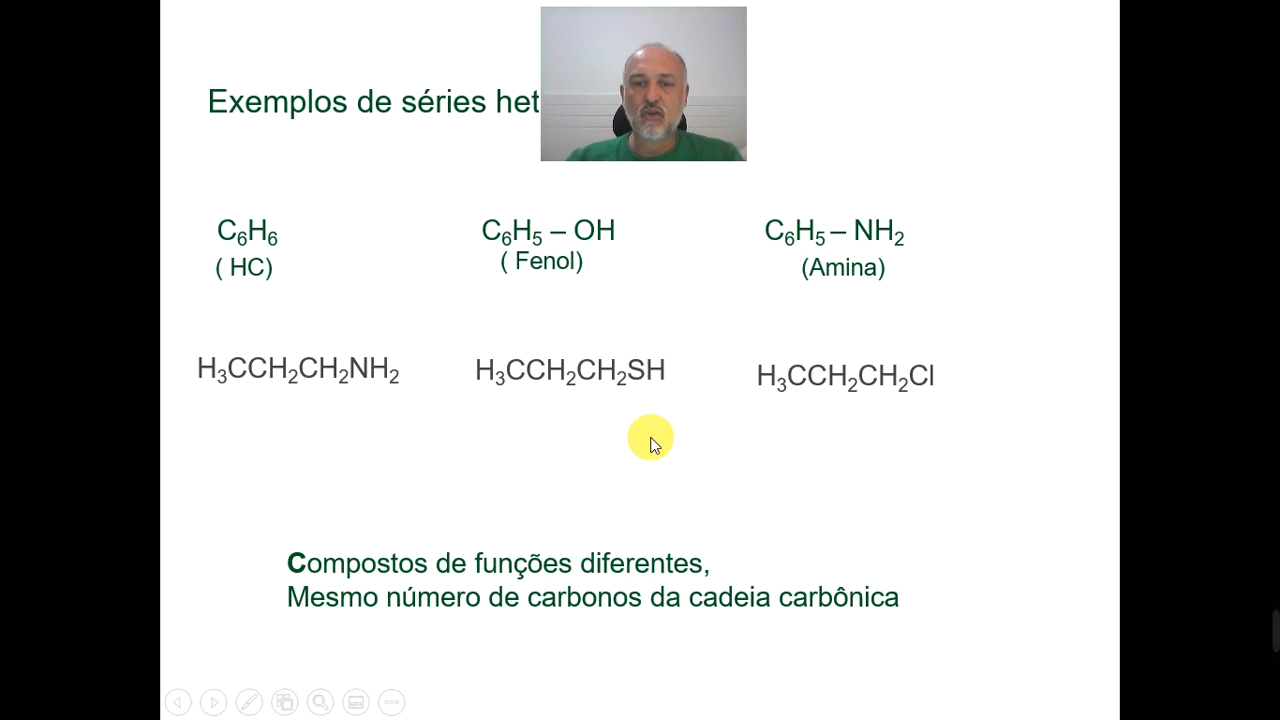 Exemplos de séries het
C₆H₆
C₆H₅ – OH
C₆H₅ – NH₂
( HC)
( Fenol)
(Amina)
H₃CCH₂CH₂NH₂
H₃CCH₂CH₂SH
H₃CCH₂CH₂Cl
Compostos de funções diferentes,
Mesmo número de carbonos da cadeia carbônica